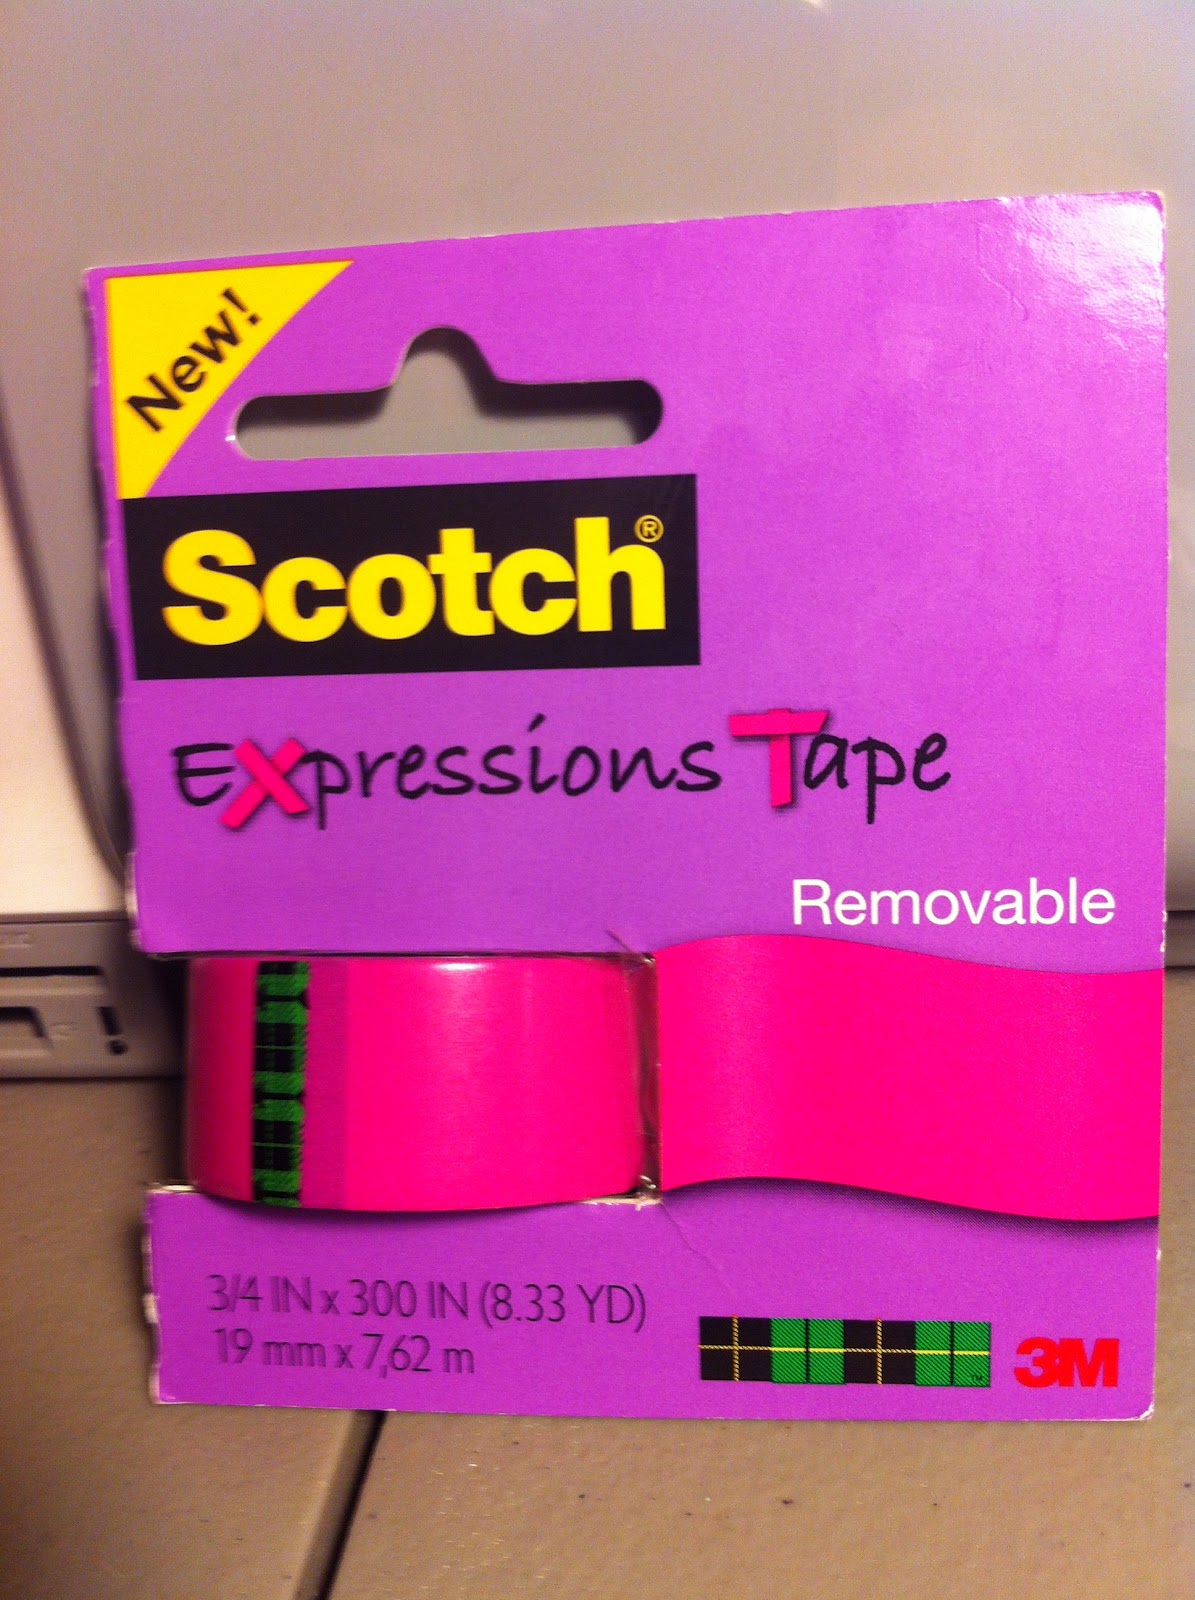 New!
Scotch®
Expressions Tape
Removable
3/4 IN x 300 IN (8.33 YD)
19 mm x 7,62 m
3M